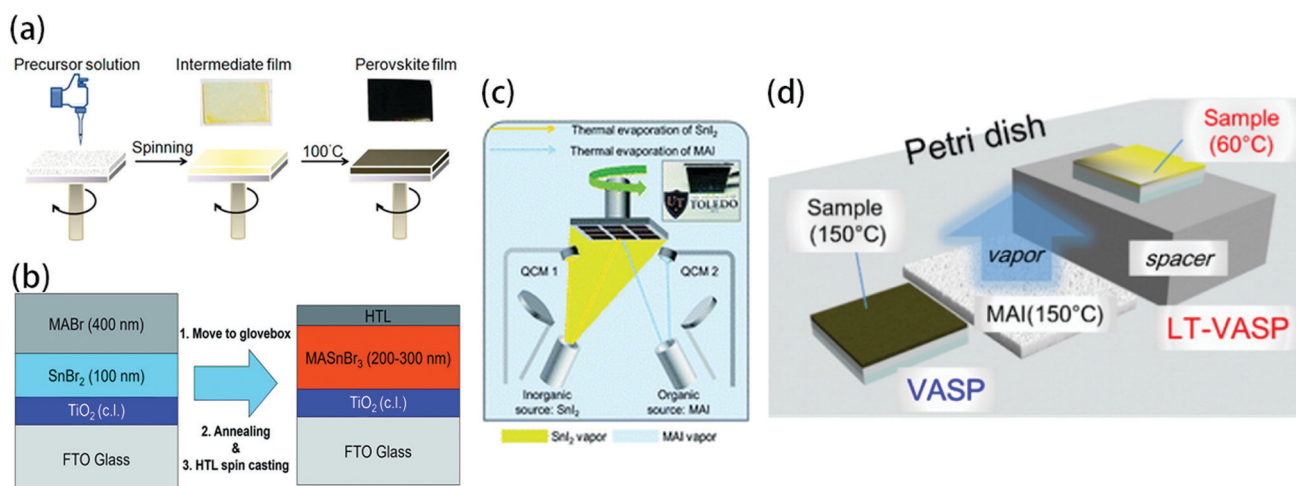 (a)
Precursor solution
Intermediate film
Perovskite film
Spinning
100°C
(b)
MABr (400 nm)
SnBr₂ (100 nm)
TiO₂ (c.l.)
FTO Glass
1. Move to glovebox
2. Annealing
&
3. HTL spin casting
HTL
MASnBr₃ (200-300 nm)
TiO₂ (c.l.)
FTO Glass
(c)
Thermal evaporation of SnI₂
Thermal evaporation of MAI
UT
TOLEDO
QCM 1
QCM 2
Inorganic
source: SnI₂
Organic
source: MAI
SnI₂ vapor
MAI vapor
(d)
Petri dish
Sample
(60°C)
Sample
(150°C)
vapor
spacer
MAI(150°C)
LT-VASP
VASP